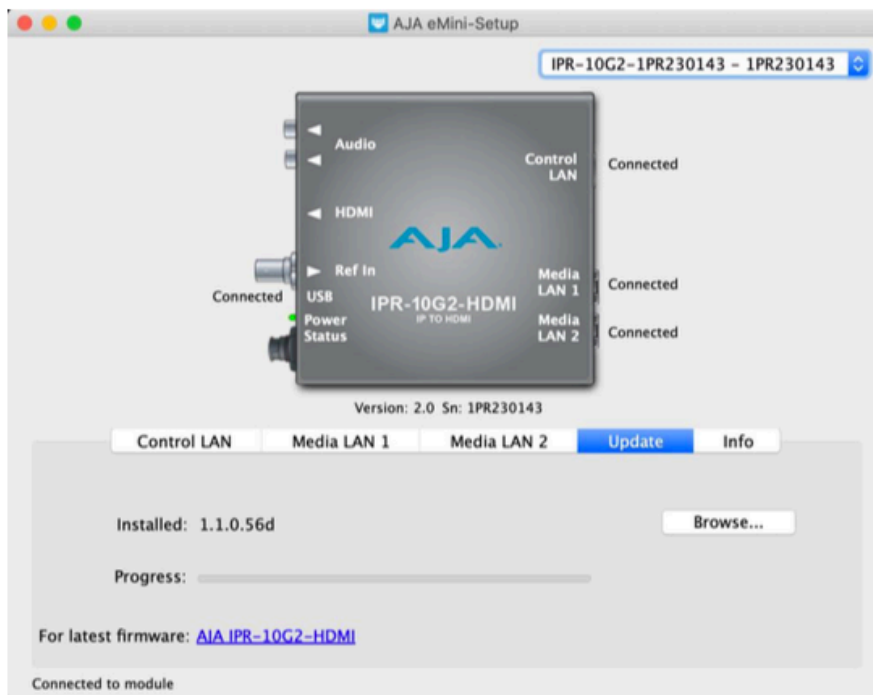 AJA eMini-Setup
IPR-10G2-1PR230143 - 1PR230143
Audio
Control
LAN
Connected
HDMI
AJA
Ref In
Connected
USB
Media
LAN 1
Connected
IPR-10G2-HDMI
IP TO HDMI
Power
Status
Media
LAN 2
Connected
Version: 2.0 Sn: 1PR230143
Control LAN Media LAN 1 Media LAN 2 Update Info
Installed: 1.1.0.56d Browse...
Progress:
For latest firmware: AJA IPR-10G2-HDMI
Connected to module